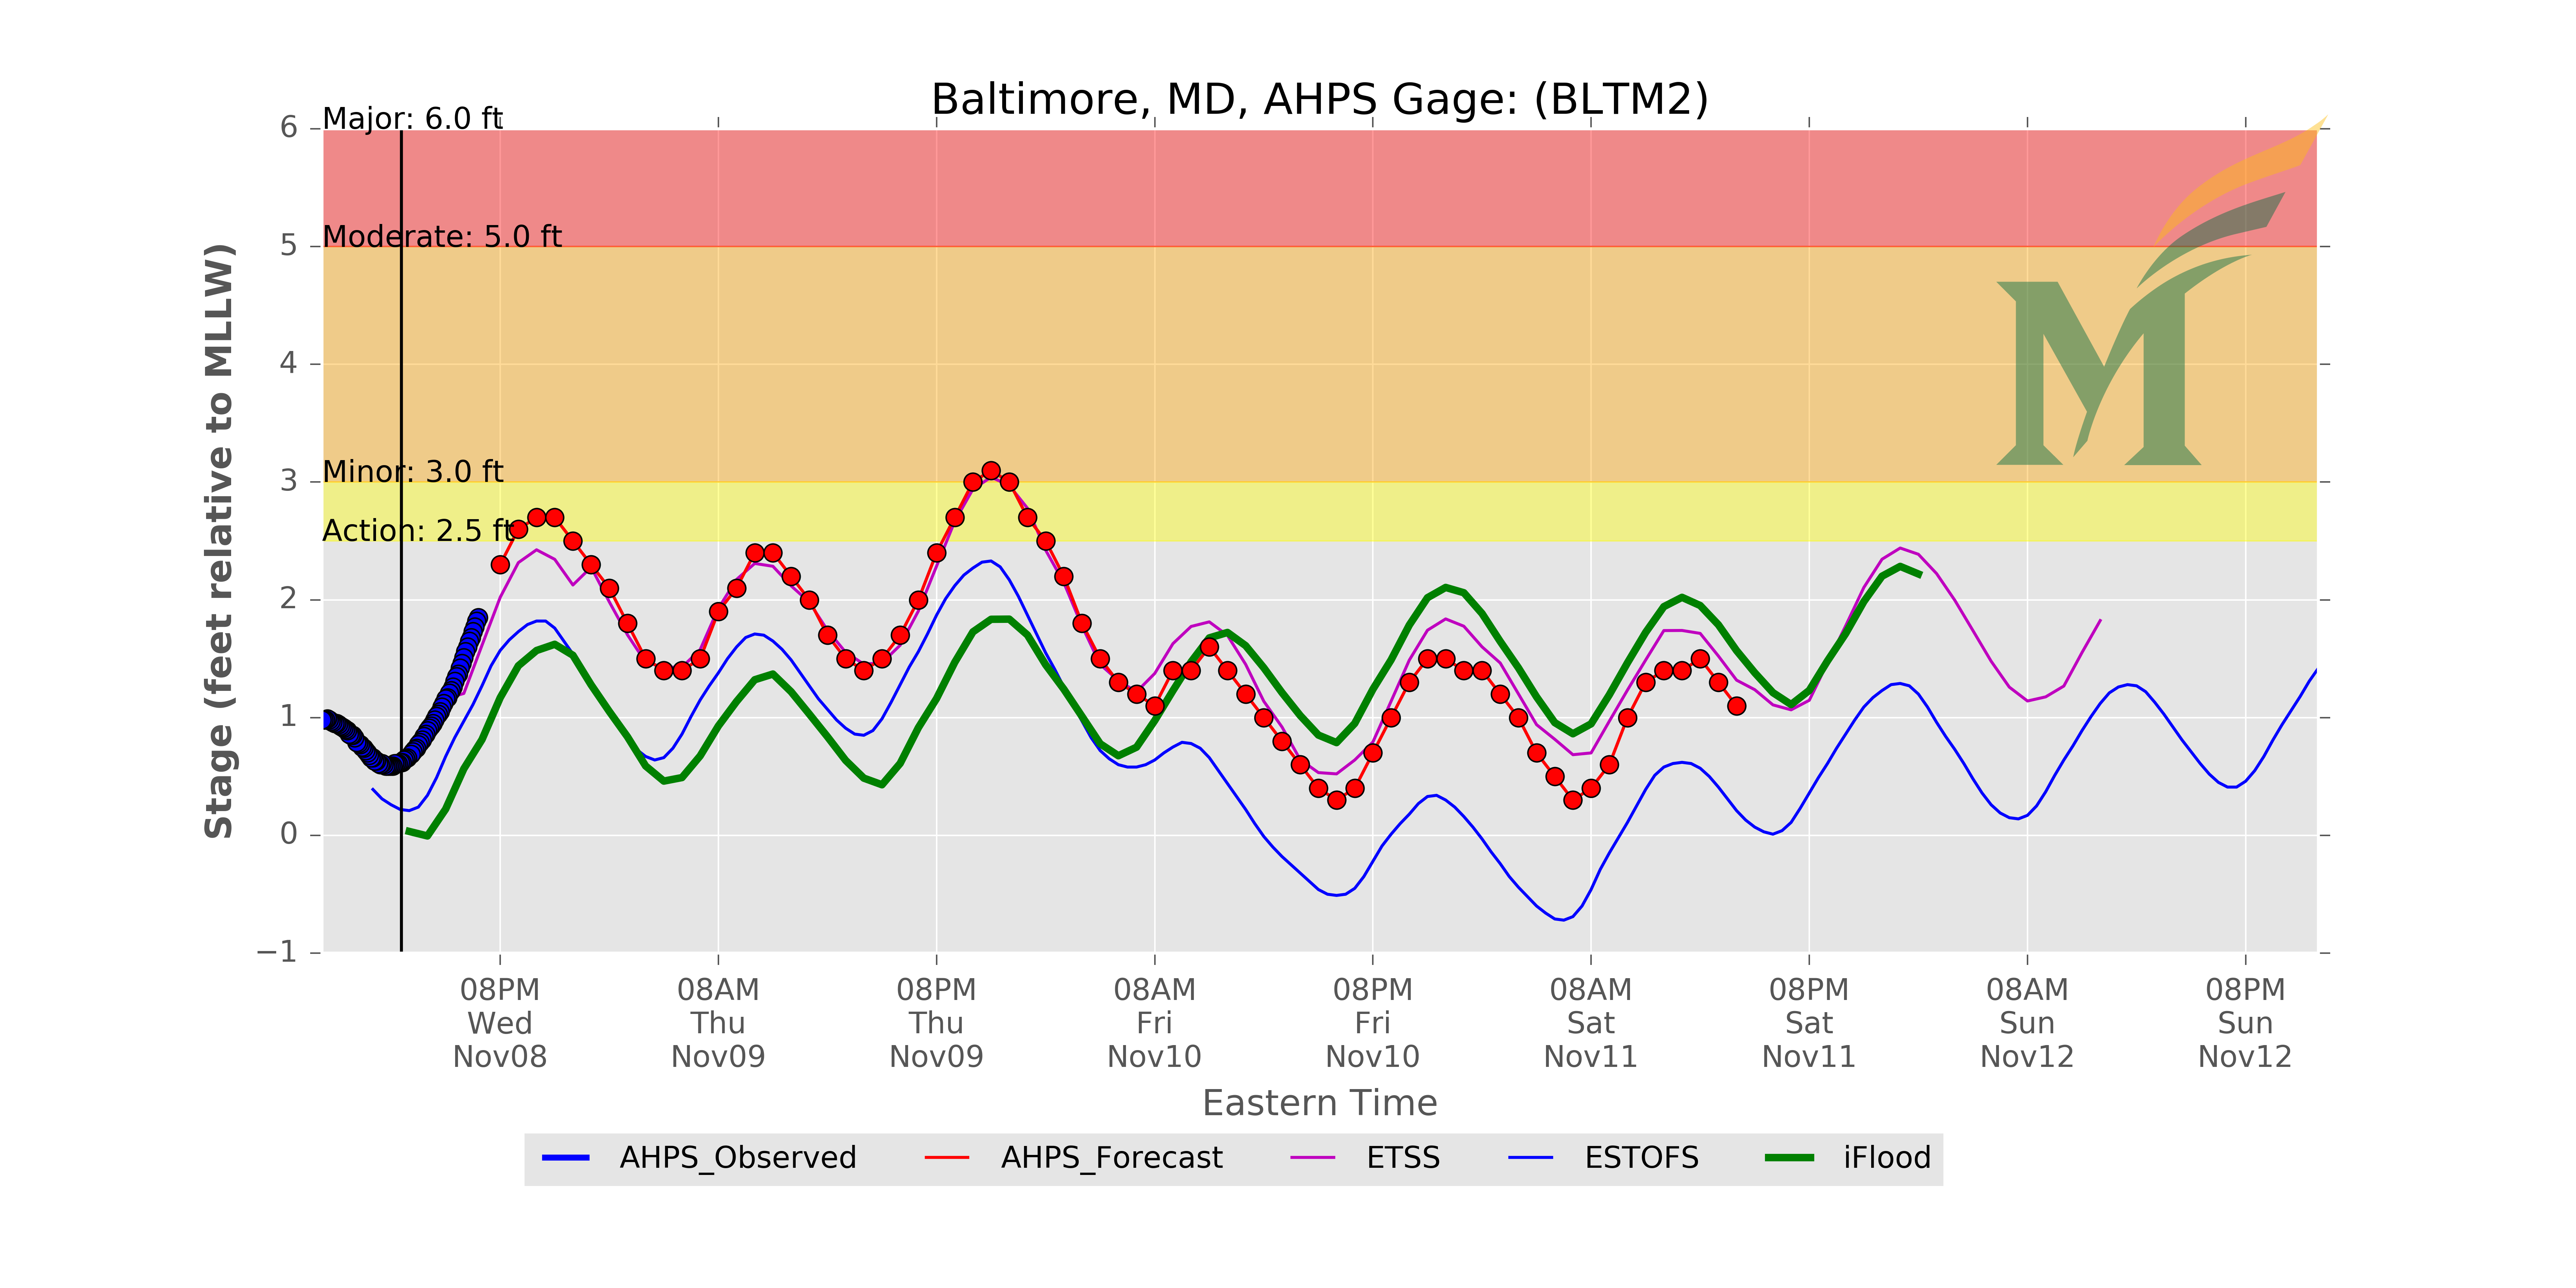 Baltimore, MD, AHPS Gage: (BLTM2)
Major: 6.0 ft
Moderate: 5.0 ft
Minor: 3.0 ft
Action: 2.5 ft
Stage (feet relative to MLLW)
6
5
4
3
2
1
0
−1
08PM 08AM 08PM 08AM 08PM 08AM 08PM 08AM 08PM
Wed Thu Thu Fri Fri Sat Sat Sun Sun
Nov08 Nov09 Nov09 Nov10 Nov10 Nov11 Nov11 Nov12 Nov12
Eastern Time
AHPS_Observed AHPS_Forecast ETSS ESTOFS iFlood
M